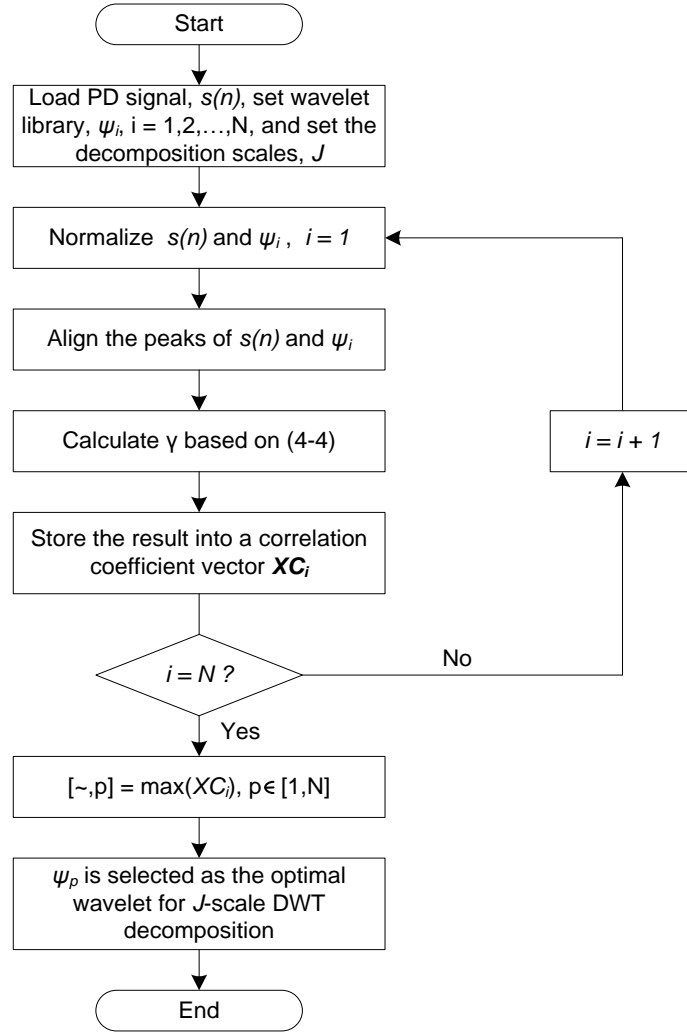 Start
Load PD signal, s(n), set wavelet
library, ψi, i = 1,2,…,N, and set the
decomposition scales, J
Normalize s(n) and ψi , i = 1
Align the peaks of s(n) and ψi
Calculate γ based on (4-4)
i = i + 1
Store the result into a correlation
coefficient vector XCi
i = N ?
No
Yes
[~,p] = max(XCi), p∈[1,N]
ψp is selected as the optimal
wavelet for J-scale DWT
decomposition
End